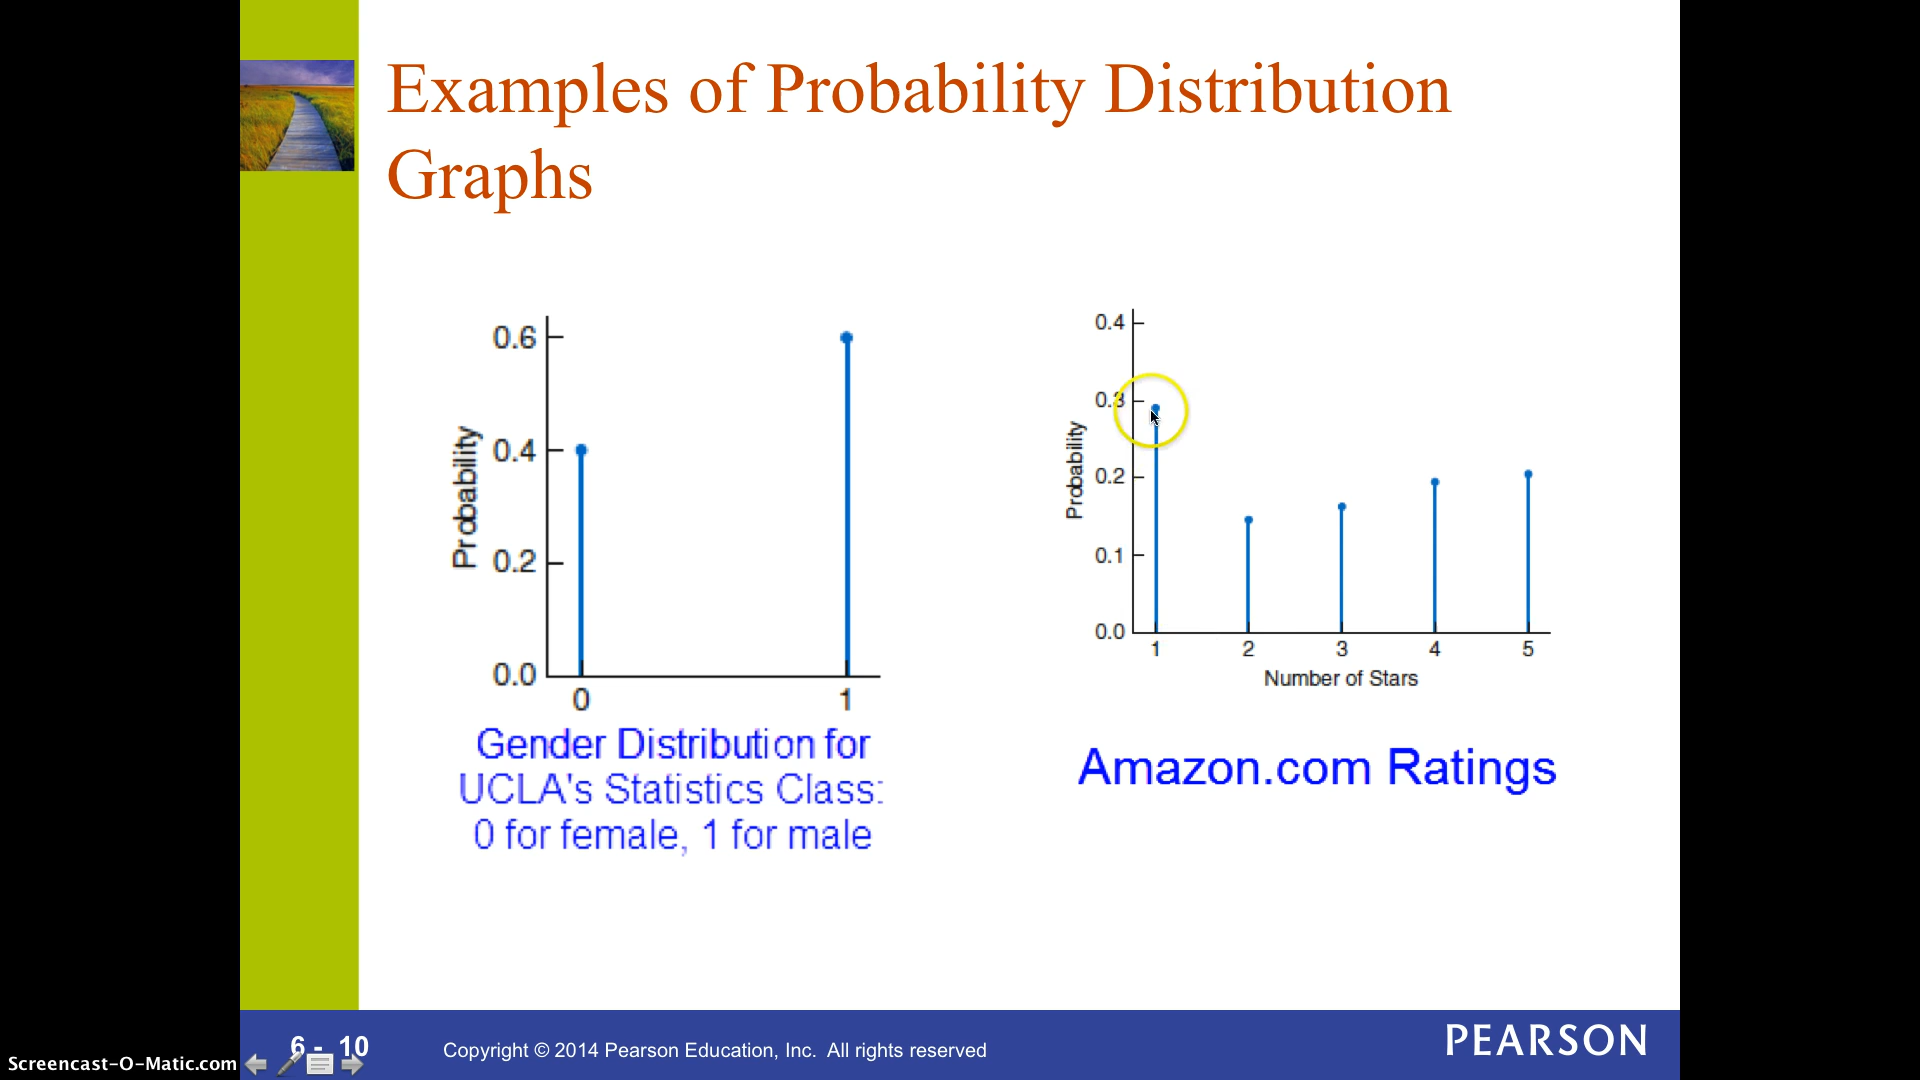 Examples of Probability Distribution
Graphs
0.6
0.4
0.2
0.0
Probability
0
1
Gender Distribution for
UCLA's Statistics Class:
0 for female, 1 for male
0.4
0.3
0.2
0.1
0.0
Probability
1 2 3 4 5
Number of Stars
Amazon.com Ratings
6 - 10
Copyright © 2014 Pearson Education, Inc. All rights reserved
PEARSON
Screencast-O-Matic.com